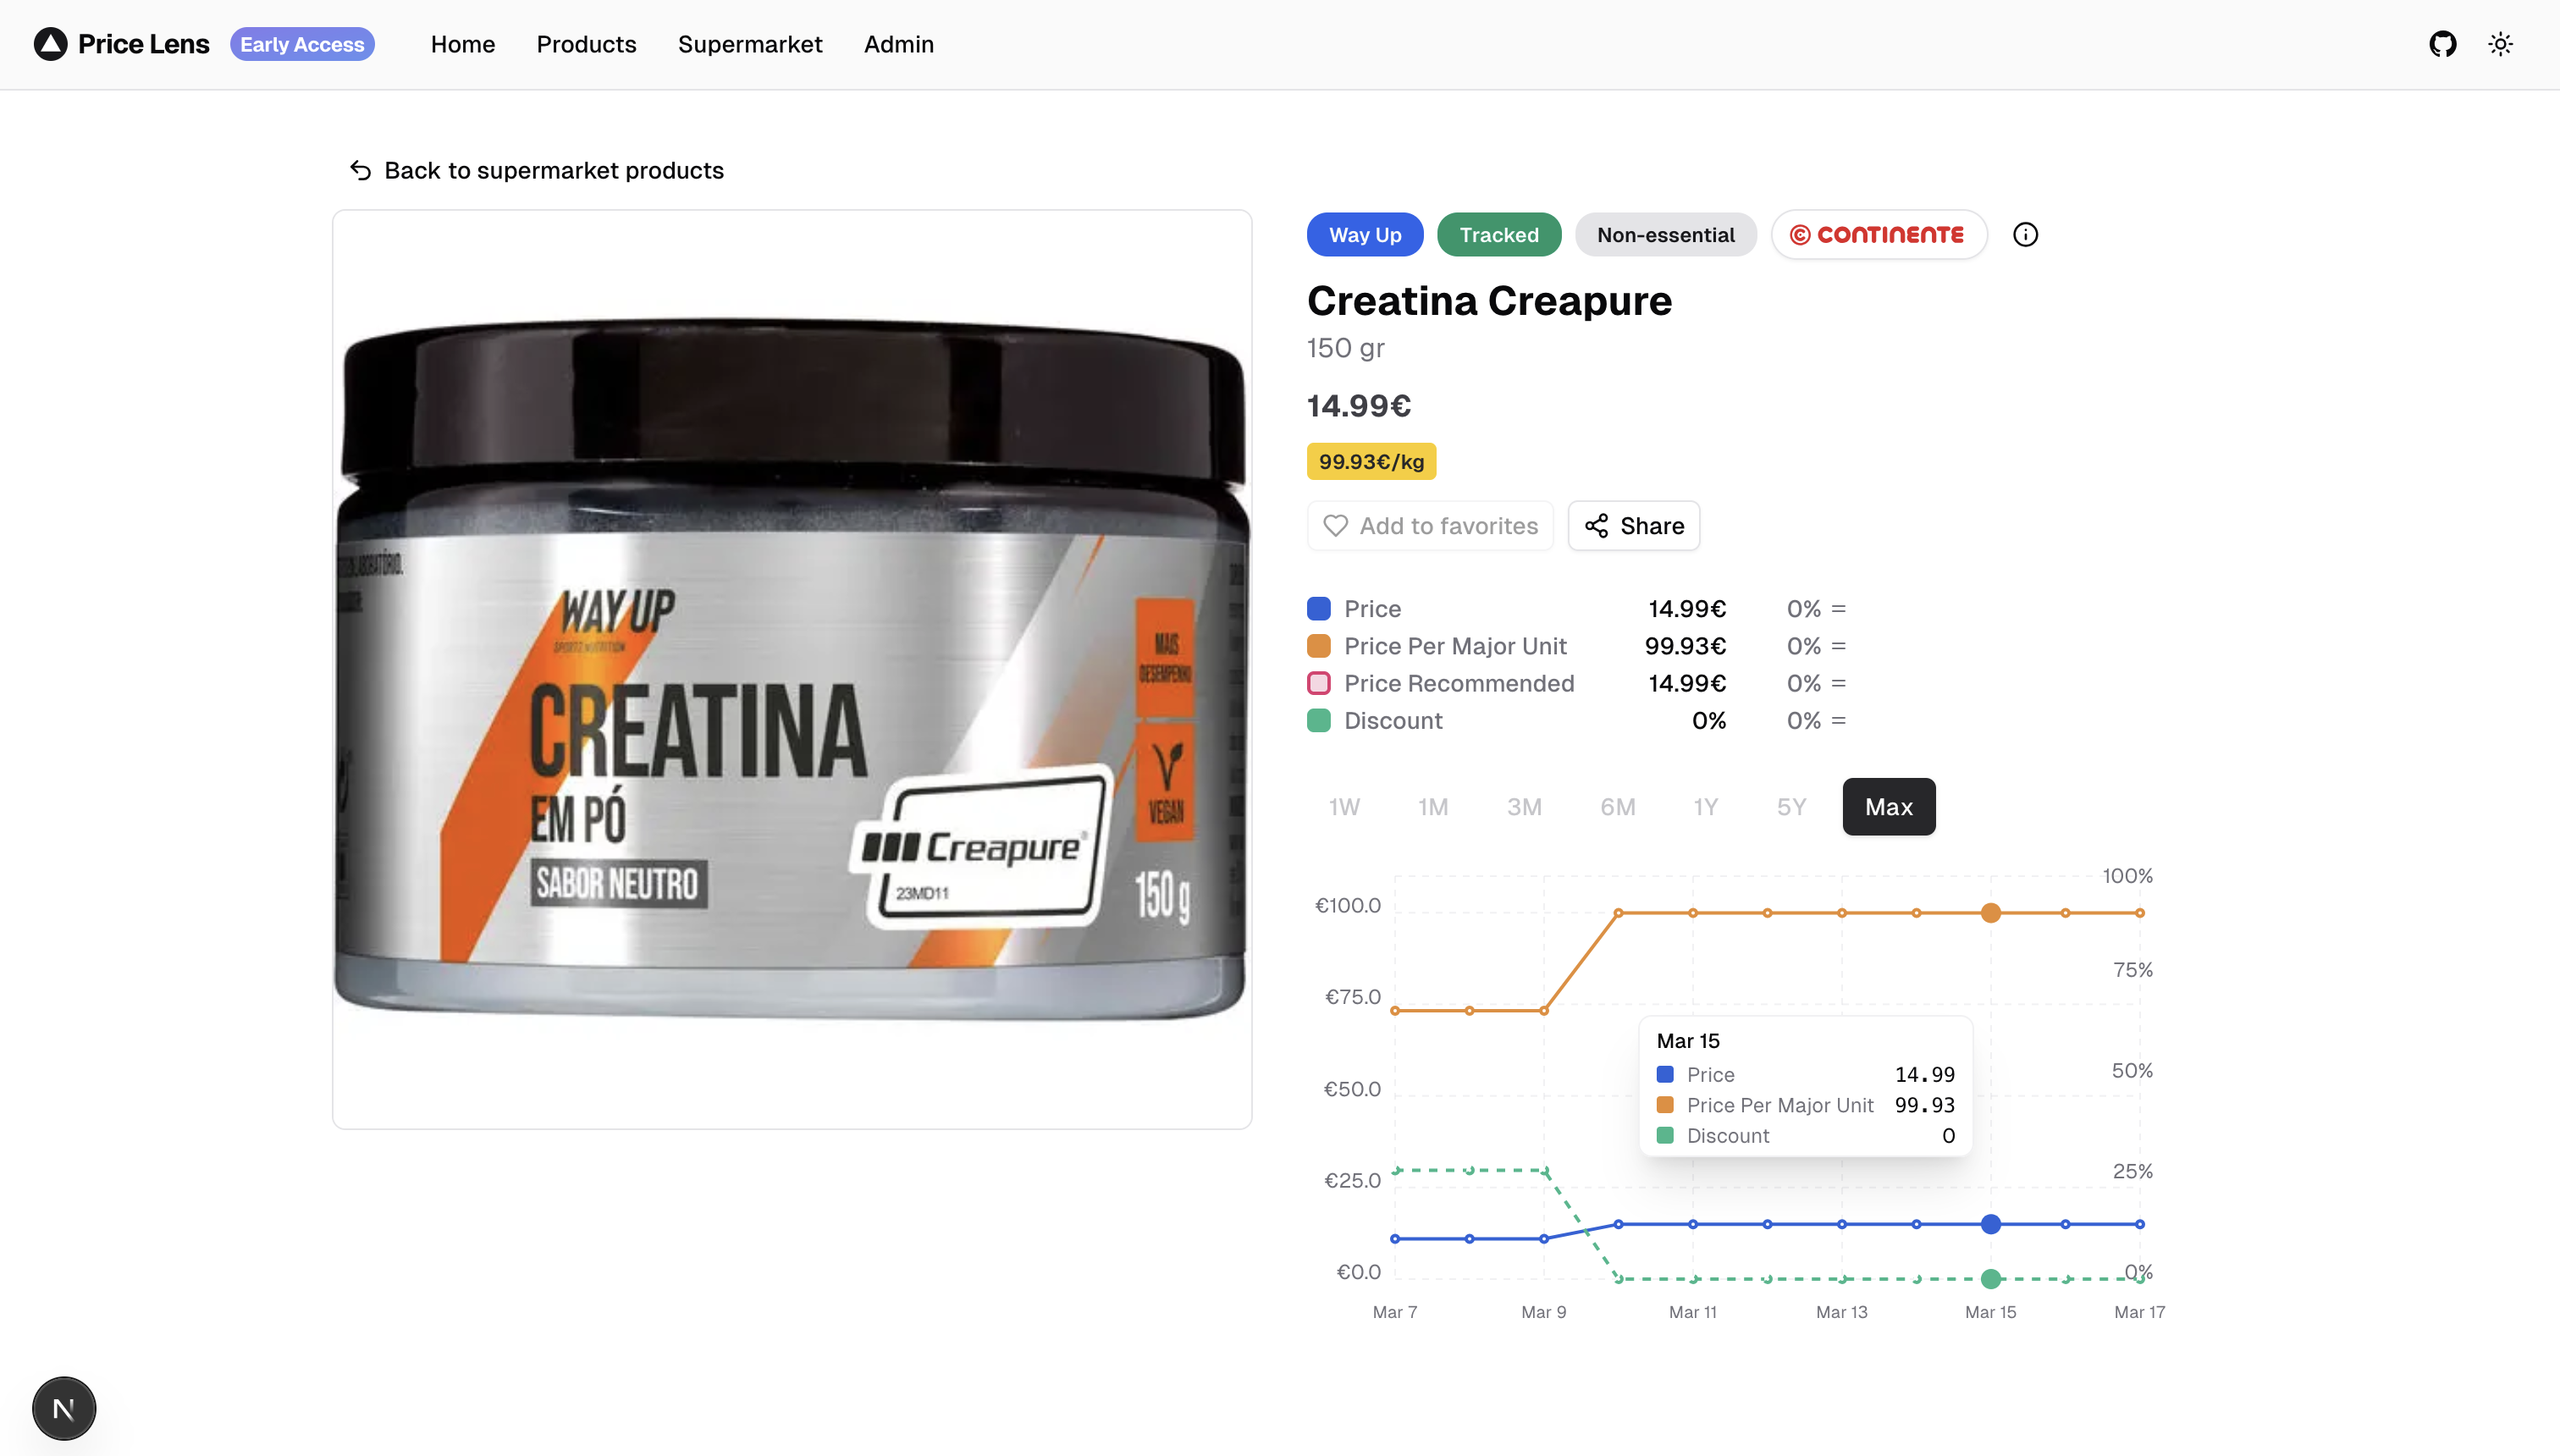 Price Lens Early Access Home Products Supermarket Admin
Back to supermarket products
WAY UP
SPORTS NUTRITION
CREATINA
EM PÓ
SABOR NEUTRO
MAIS
DESEMPENHO
VEGAN
Creapure®
23MD11
150 g
Way Up Tracked Non-essential CONTINENTE
Creatina Creapure
150 gr
14.99€
99.93€/kg
Add to favorites Share
Price 14.99€ 0% =
Price Per Major Unit 99.93€ 0% =
Price Recommended 14.99€ 0% =
Discount 0% 0% =
1W 1M 3M 6M 1Y 5Y Max
100%
€100.0
75%
€75.0
Mar 15
Price 14.99
Price Per Major Unit 99.93
Discount 0
50%
€50.0
25%
€25.0
0%
€0.0
Mar 7 Mar 9 Mar 11 Mar 13 Mar 15 Mar 17
N